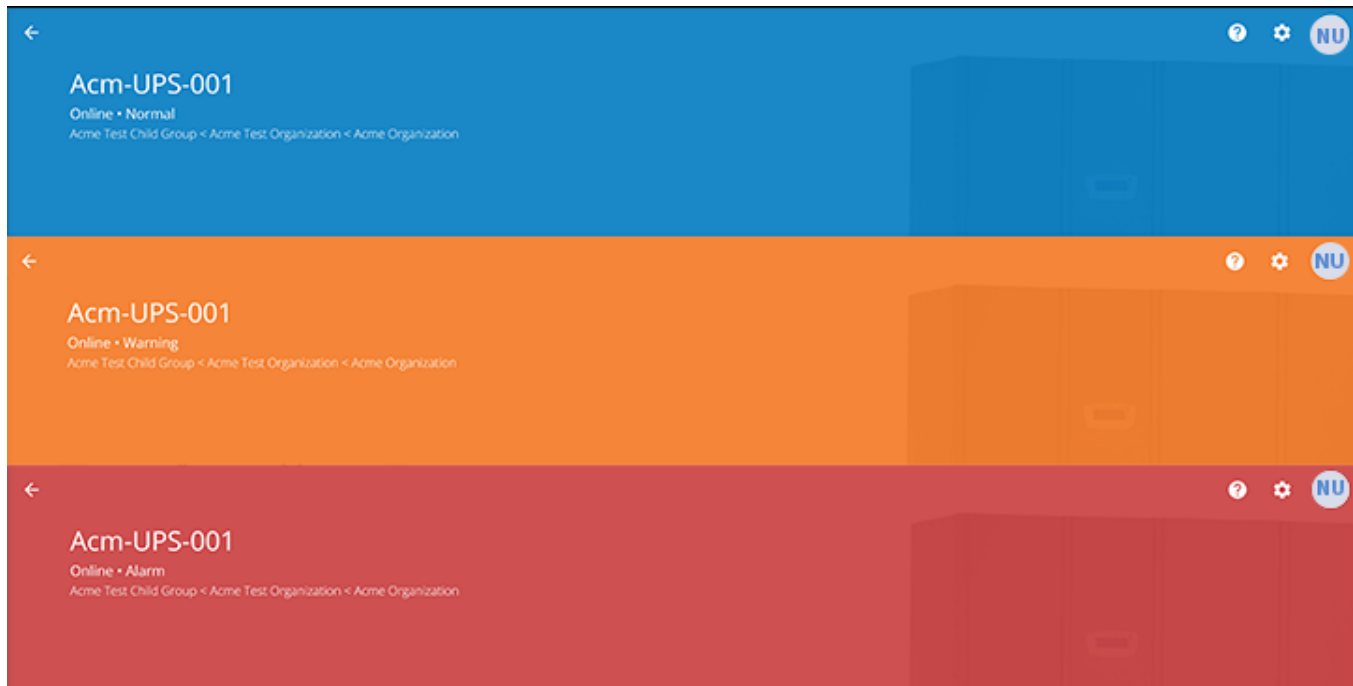 NU
Acm-UPS-001
Online • Normal
Acme Test Child Group < Acme Test Organization < Acme Organization
NU
Acm-UPS-001
Online • Warning
Acme Test Child Group < Acme Test Organization < Acme Organization
NU
Acm-UPS-001
Online • Alarm
Acme Test Child Group < Acme Test Organization < Acme Organization